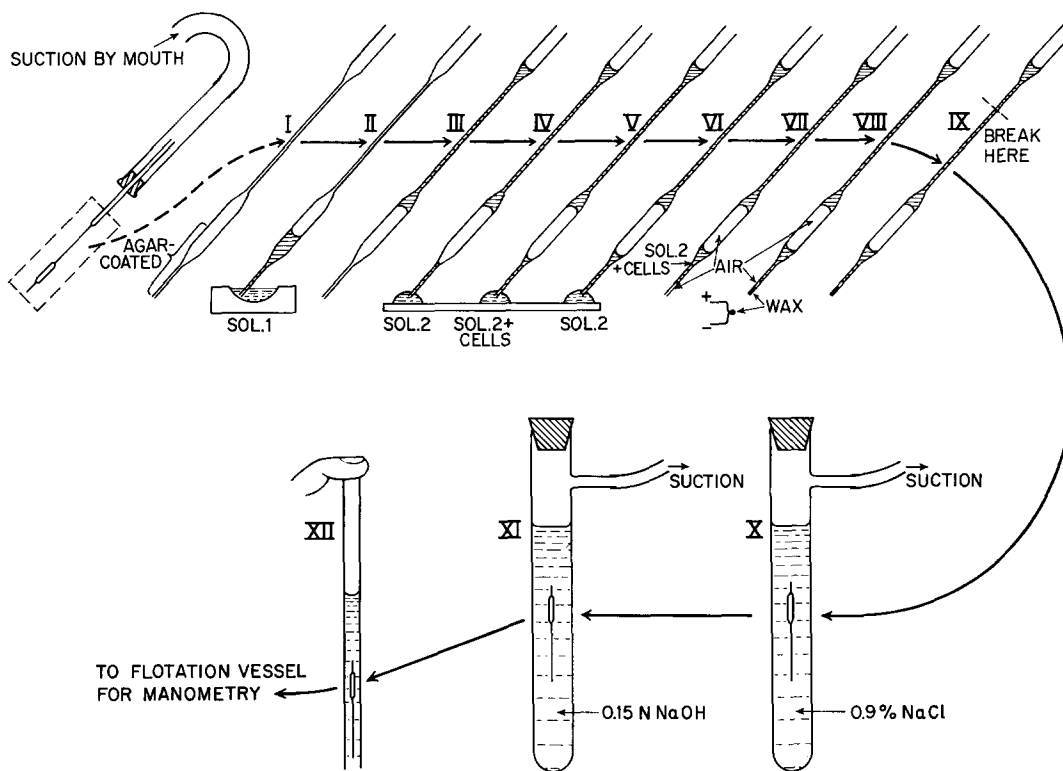 SUCTION BY MOUTH
I
II
III
IV
V
VI
VII
VIII
IX
BREAK
HERE
AGAR-
COATED
SOL.1
SOL.2
SOL.2+
CELLS
SOL.2
SOL.2
+CELLS
AIR
+
-
WAX
XII
XI
SUCTION
X
SUCTION
TO FLOTATION VESSEL
FOR MANOMETRY
0.15 N NaOH
0.9% NaCl